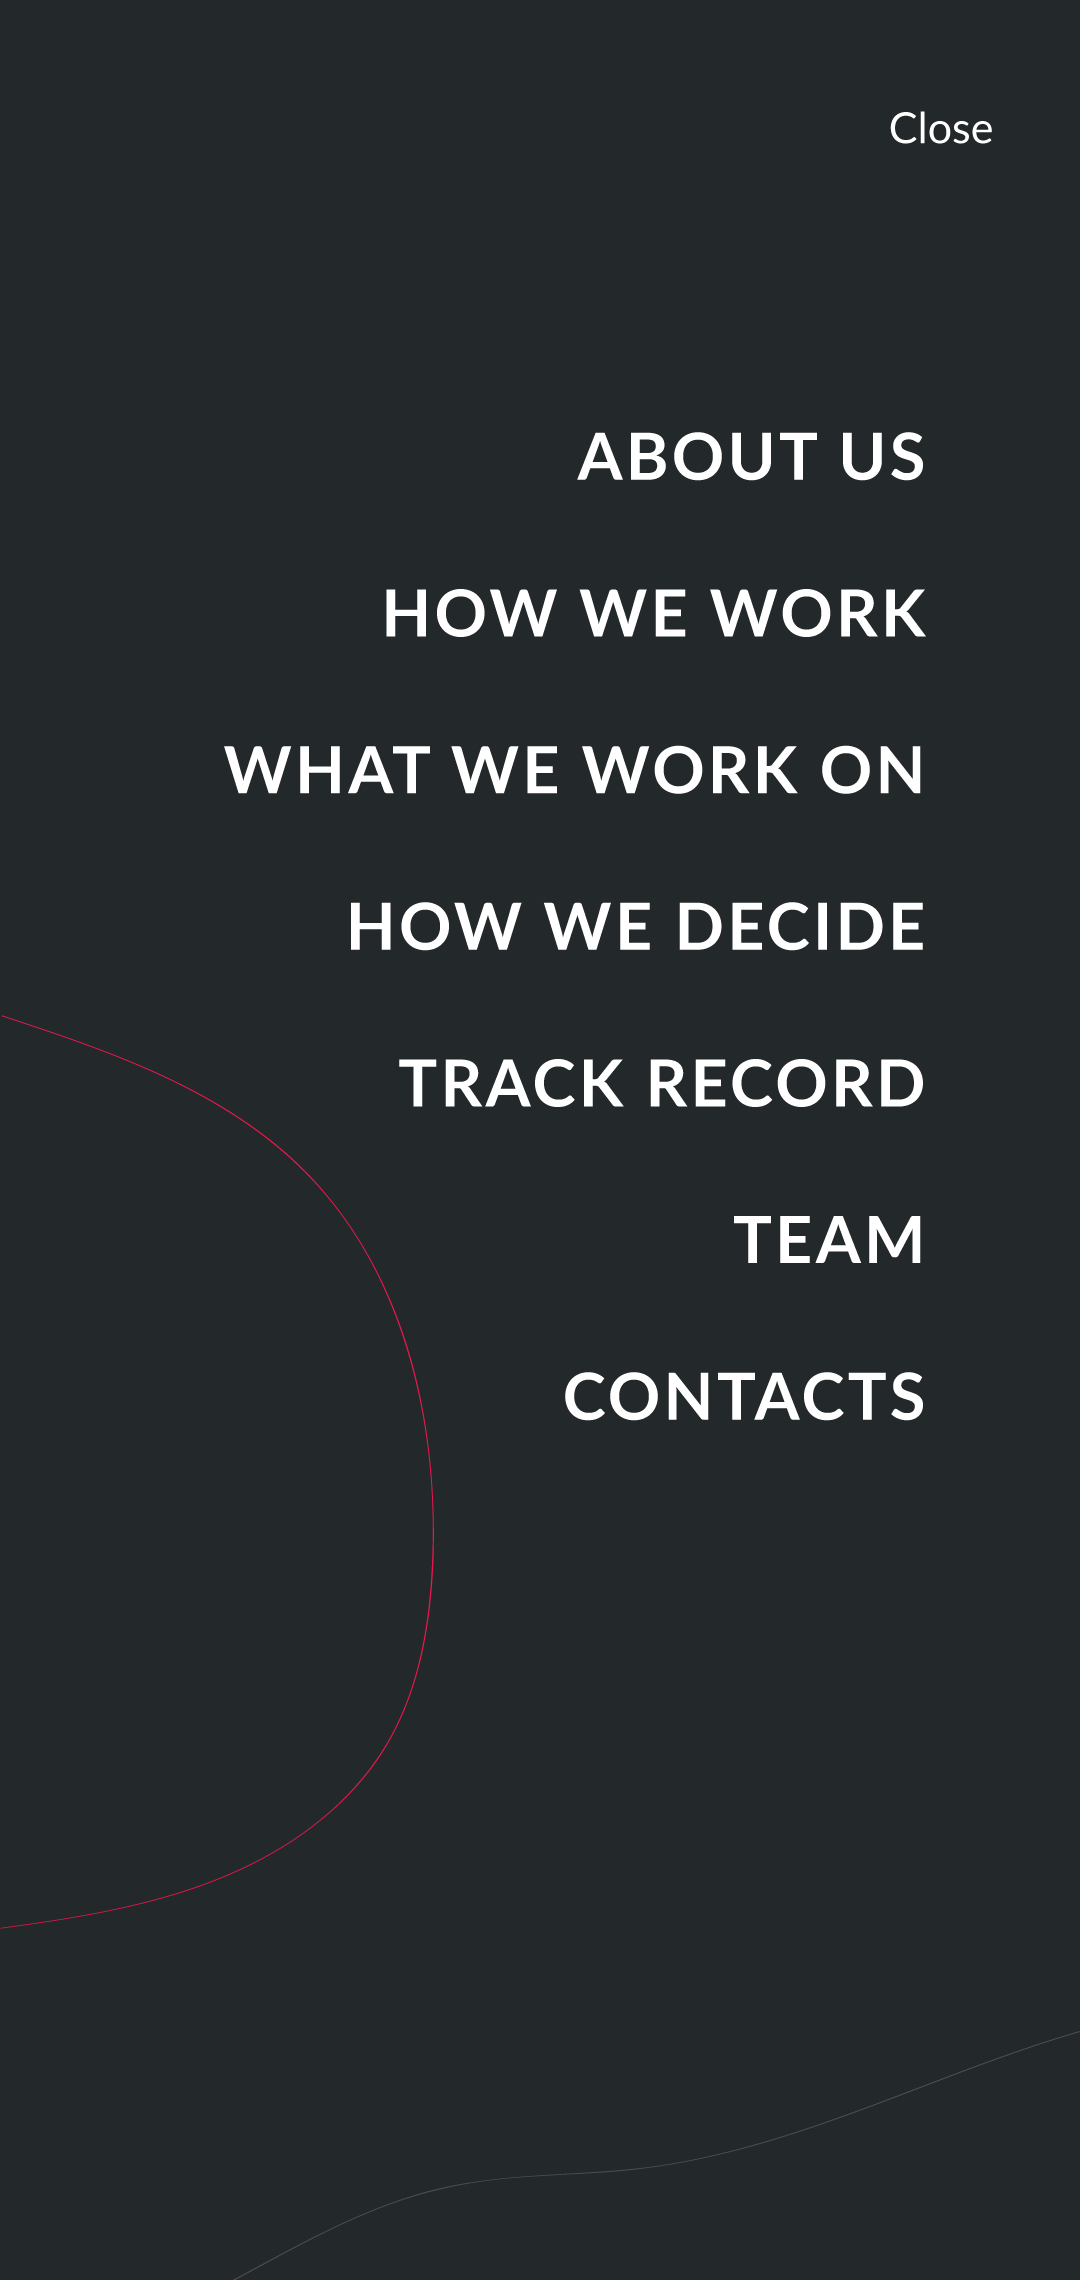 Close
ABOUT US
HOW WE WORK
WHAT WE WORK ON
HOW WE DECIDE
TRACK RECORD
TEAM
CONTACTS